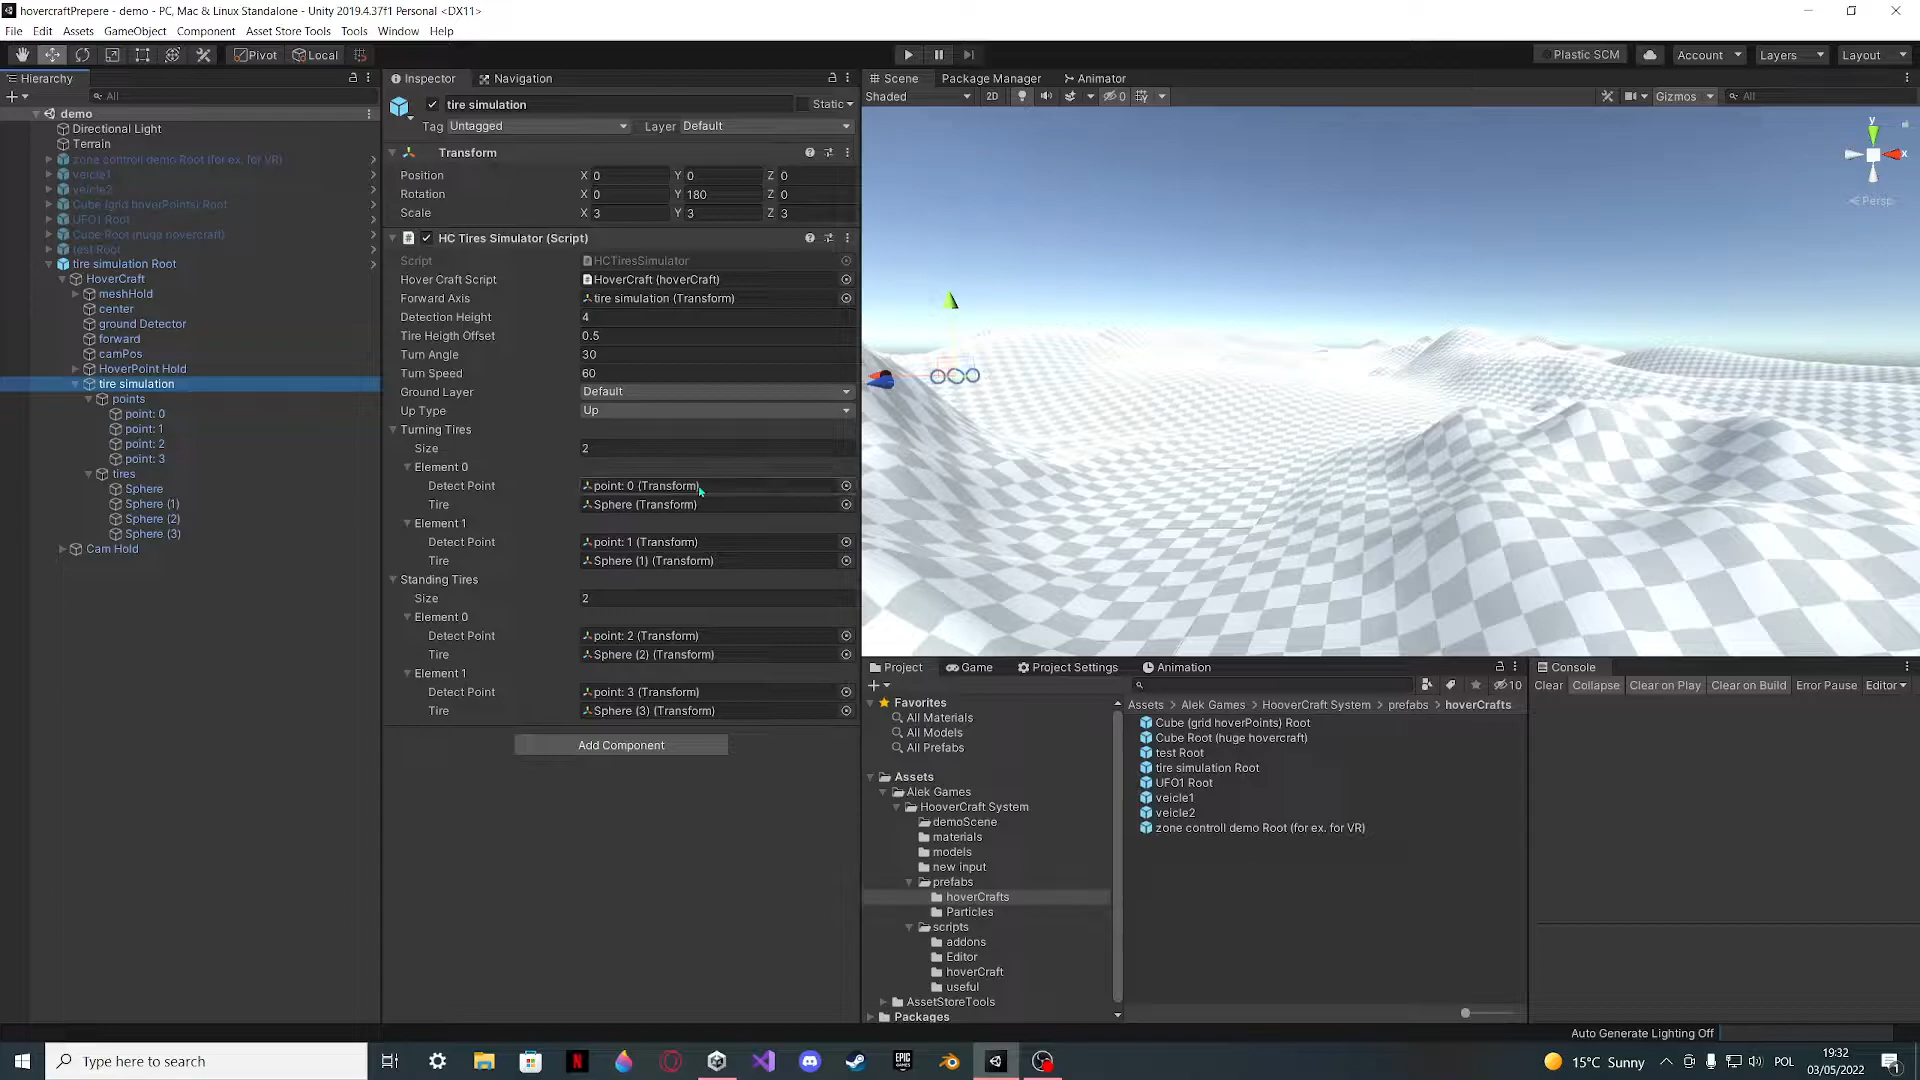 hovercraftPrepere - demo - PC, Mac & Linux Standalone - Unity 2019.4.37f1 Personal <DX11>
File Edit Assets GameObject Component Asset Store Tools Tools Window Help
Pivot Local Plastic SCM Account Layers Layout
Hierarchy
All
demo
Directional Light
Terrain
zone controll demo Root (for ex. for VR)
veicle1
veicle2
Cube (grid hoverPoints) Root
UFO1 Root
Cube Root (huge hovercraft)
test Root
tire simulation Root
HoverCraft
meshHold
center
ground Detector
forward
camPos
HoverPoint Hold
tire simulation
points
point: 0
point: 1
point: 2
point: 3
tires
Sphere
Sphere (1)
Sphere (2)
Sphere (3)
Cam Hold
Inspector Navigation
tire simulation Static
Tag Untagged Layer Default
Transform
Position X 0 Y 0 Z 0
Rotation X 0 Y 180 Z 0
Scale X 3 Y 3 Z 3
# HC Tires Simulator (Script)
Script HCTiresSimulator
Hover Craft Script HoverCraft (hoverCraft)
Forward Axis tire simulation (Transform)
Detection Height 4
Tire Heigth Offset 0.5
Turn Angle 30
Turn Speed 60
Ground Layer Default
Up Type Up
Turning Tires
Size 2
Element 0
Detect Point point: 0 (Transform)
Tire Sphere (Transform)
Element 1
Detect Point point: 1 (Transform)
Tire Sphere (1) (Transform)
Standing Tires
Size 2
Element 0
Detect Point point: 2 (Transform)
Tire Sphere (2) (Transform)
Element 1
Detect Point point: 3 (Transform)
Tire Sphere (3) (Transform)
Add Component
Scene Package Manager Animator
Shaded 2D 0 Gizmos All
y
x
Persp
Project Game Project Settings Animation
10
Favorites
All Materials
All Models
All Prefabs
Assets
Alek Games
HooverCraft System
demoScene
materials
models
new input
prefabs
hoverCrafts
Particles
scripts
addons
Editor
hoverCraft
useful
AssetStoreTools
Packages
Assets > Alek Games > HooverCraft System > prefabs > hoverCrafts
Cube (grid hoverPoints) Root
Cube Root (huge hovercraft)
test Root
tire simulation Root
UFO1 Root
veicle1
veicle2
zone controll demo Root (for ex. for VR)
Console
Clear Collapse Clear on Play Clear on Build Error Pause Editor
Auto Generate Lighting Off
Type here to search
EPIC GAMES
15°C Sunny
POL
19:32
03/05/2022
1